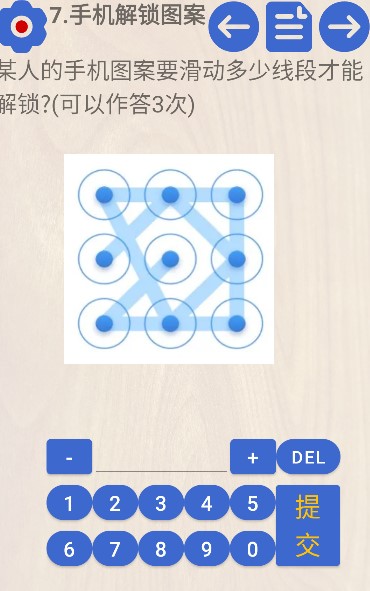 7.手机解锁图案
某人的手机图案要滑动多少线段才能
解锁?(可以作答3次)
- + DEL
1 2 3 4 5 提
6 7 8 9 0 交